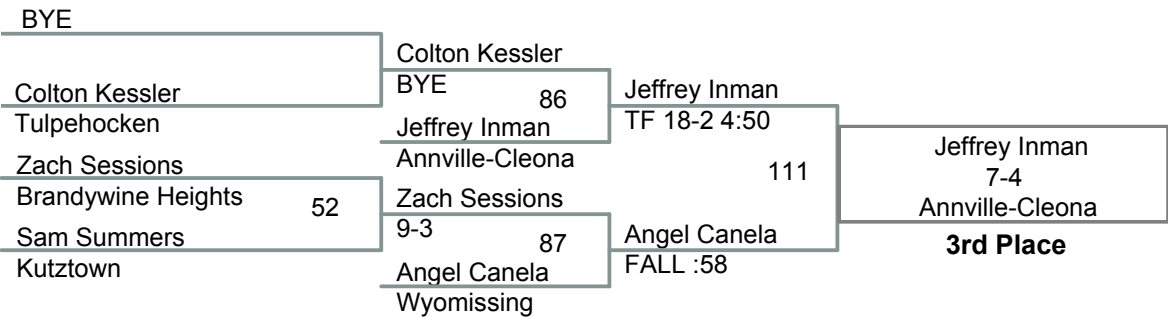 BYE
Colton Kessler
Tulpehocken
Zach Sessions
Brandywine Heights
52
Sam Summers
Kutztown
Colton Kessler
BYE
86
Jeffrey Inman
Annville-Cleona
Zach Sessions
9-3
87
Angel Canela
Wyomissing
Jeffrey Inman
TF 18-2 4:50
111
Angel Canela
FALL :58
Jeffrey Inman
7-4
Annville-Cleona
3rd Place